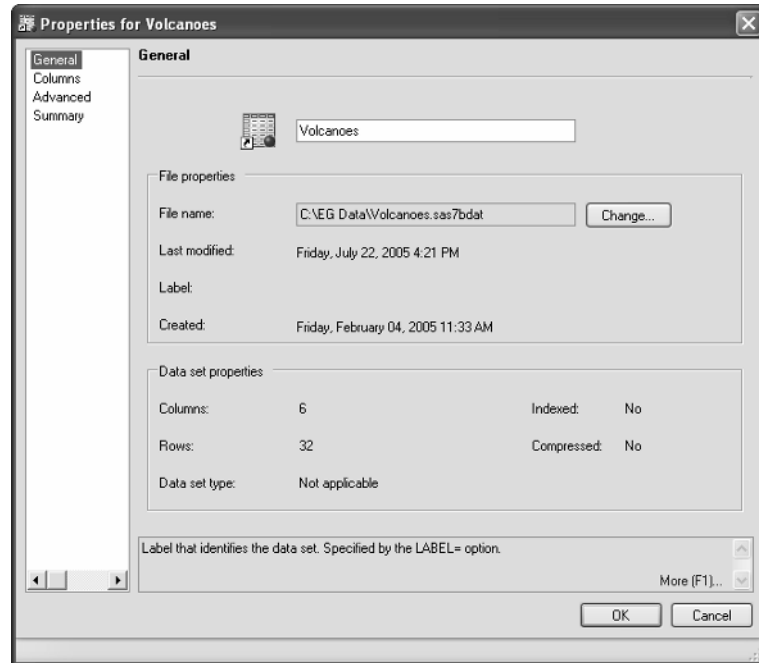 Properties for Volcanoes
General
Columns
Advanced
Summary
General
Volcanoes
File properties
File name: C:\EG Data\Volcanoes.sas7bdat Change...
Last modified: Friday, July 22, 2005 4:21 PM
Label:
Created: Friday, February 04, 2005 11:33 AM
Data set properties
Columns: 6 Indexed: No
Rows: 32 Compressed: No
Data set type: Not applicable
Label that identifies the data set. Specified by the LABEL= option.
More (F1)...
OK Cancel